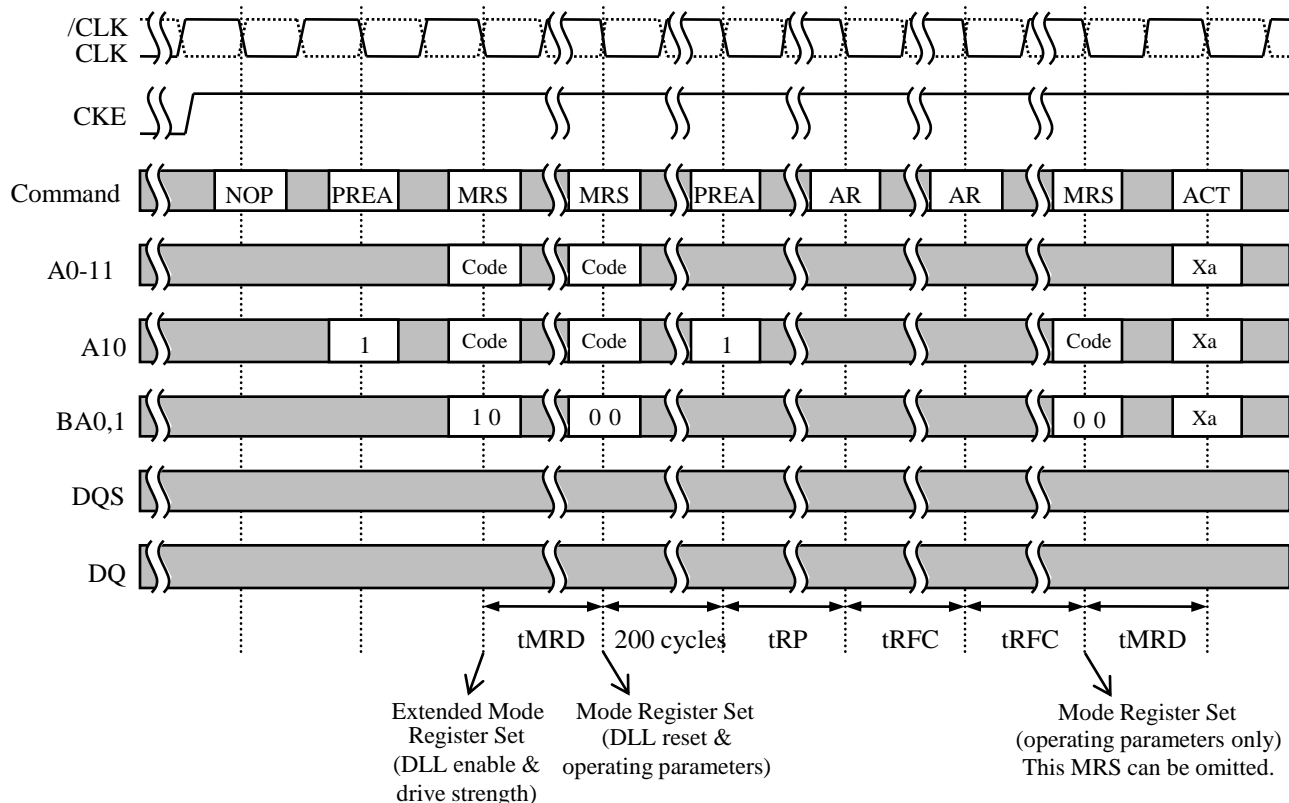 /CLK
CLK
CKE
Command NOP PREA MRS MRS PREA AR AR MRS ACT
A0-11 Code Code Xa
A10 1 Code Code 1 Code Xa
BA0,1 1 0 0 0 0 0 Xa
DQS
DQ
tMRD 200 cycles tRP tRFC tRFC tMRD
Extended Mode
Register Set
(DLL enable &
drive strength)
Mode Register Set
(DLL reset &
operating parameters)
Mode Register Set
(operating parameters only)
This MRS can be omitted.